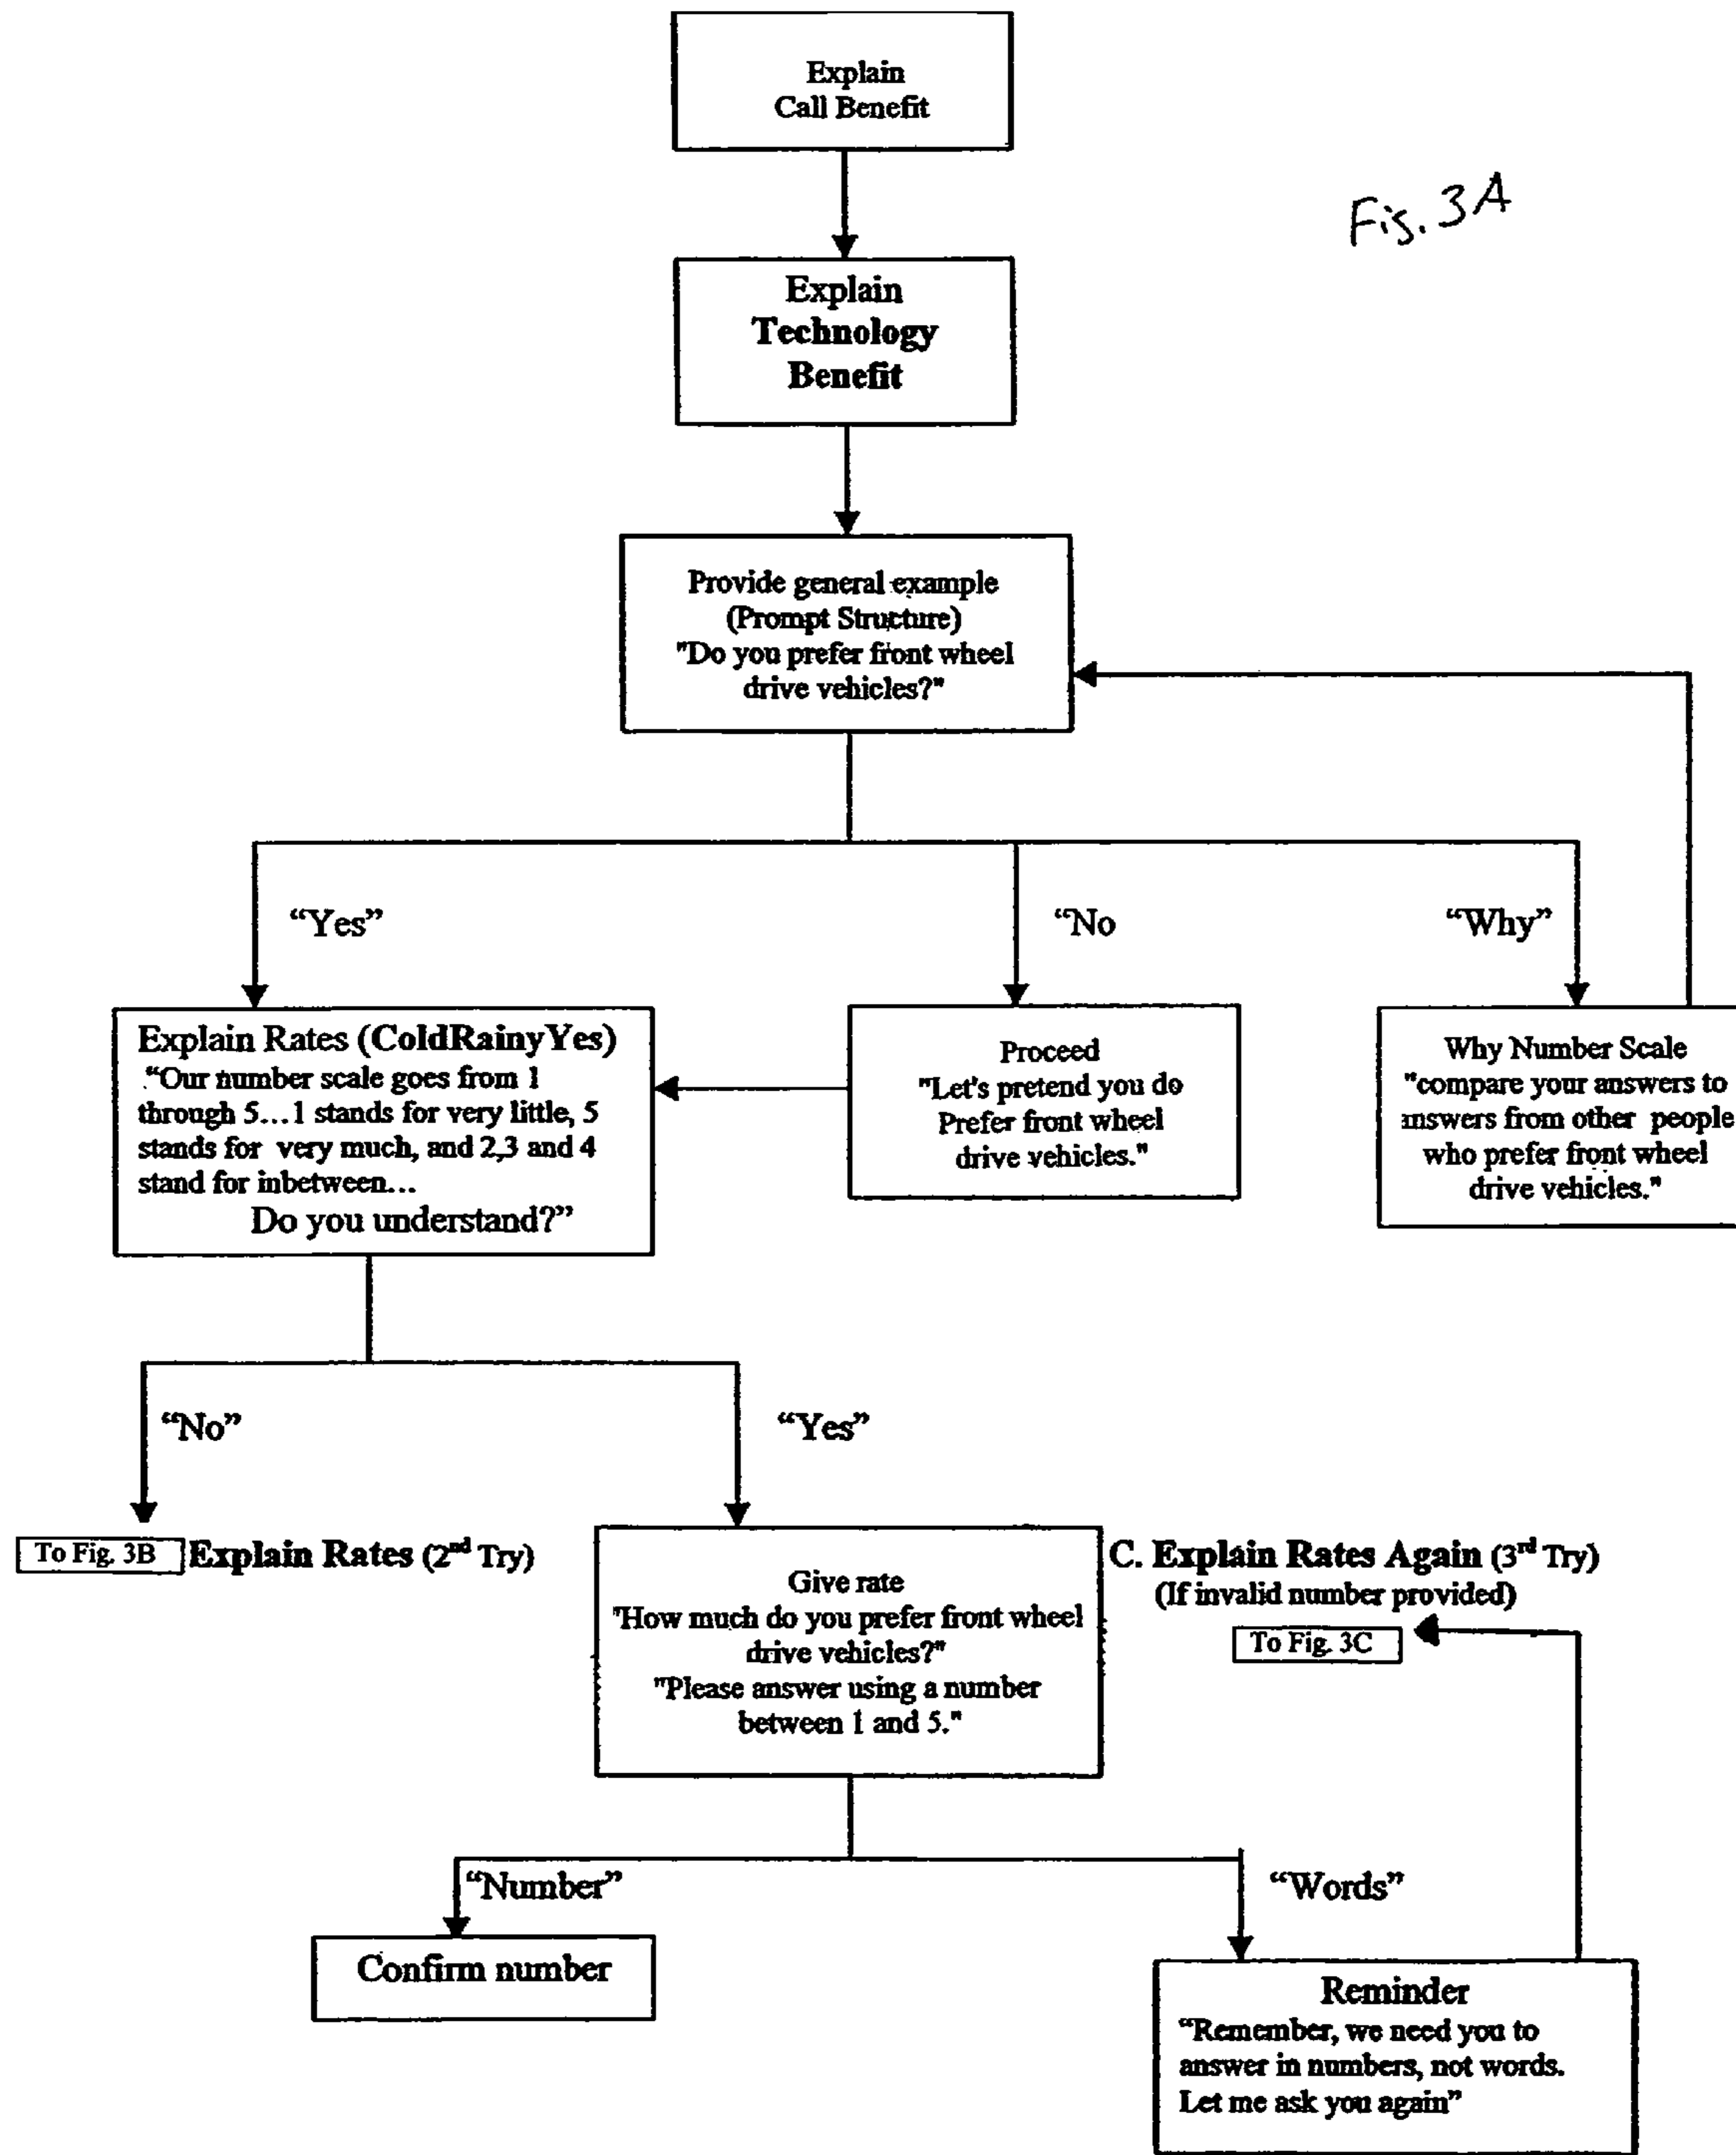 Explain
Call Benefit
Fig. 3A
Explain
Technology
Benefit
Provide general example
(Prompt Structure)
"Do you prefer front wheel
drive vehicles?"
“Yes”
“No
“Why”
Explain Rates (ColdRainyYes)
“Our number scale goes from 1
through 5...1 stands for very little, 5
stands for very much, and 2,3 and 4
stand for inbetween...
Do you understand?”
Proceed
"Let's pretend you do
Prefer front wheel
drive vehicles."
Why Number Scale
"compare your answers to
answers from other people
who prefer front wheel
drive vehicles."
“No”
“Yes”
To Fig. 3B Explain Rates (2nd Try)
Give rate
"How much do you prefer front wheel
drive vehicles?"
"Please answer using a number
between 1 and 5."
C. Explain Rates Again (3rd Try)
(If invalid number provided)
To Fig. 3C
“Number”
“Words”
Confirm number
Reminder
“Remember, we need you to
answer in numbers, not words.
Let me ask you again”